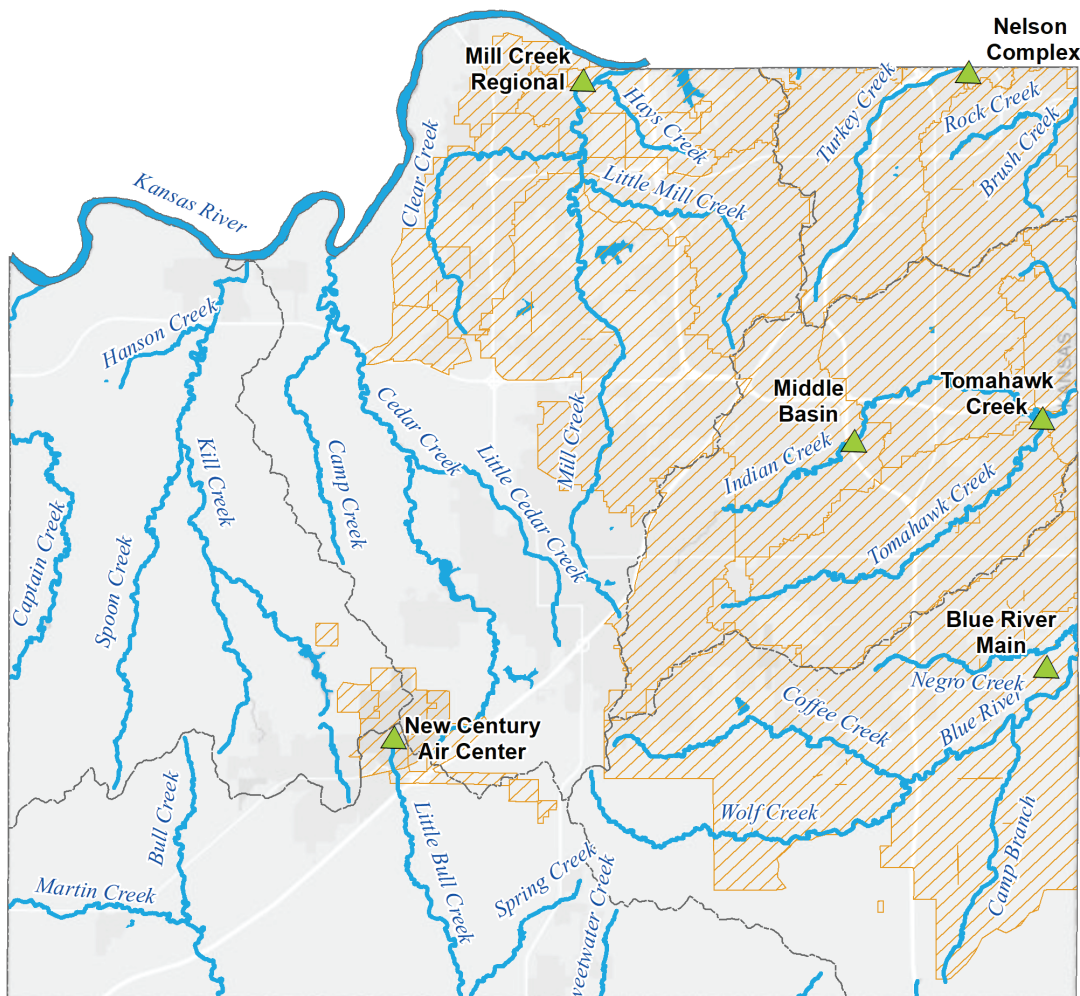 Nelson
Complex
Mill Creek
Regional
Hays Creek
Turkey Creek
Rock Creek
Brush Creek
Clear Creek
Little Mill Creek
Kansas River
Hanson Creek
KANSAS
Middle
Basin
Tomahawk
Creek
Cedar Creek
Little Cedar Creek
Mill Creek
Indian Creek
Kill Creek
Camp Creek
Tomahawk Creek
Captain Creek
Spoon Creek
Blue River
Main
Negro Creek
Coffee Creek
Blue River
New Century
Air Center
Bull Creek
Little Bull Creek
Wolf Creek
Camp Branch
Martin Creek
Spring Creek
weetwater Creek